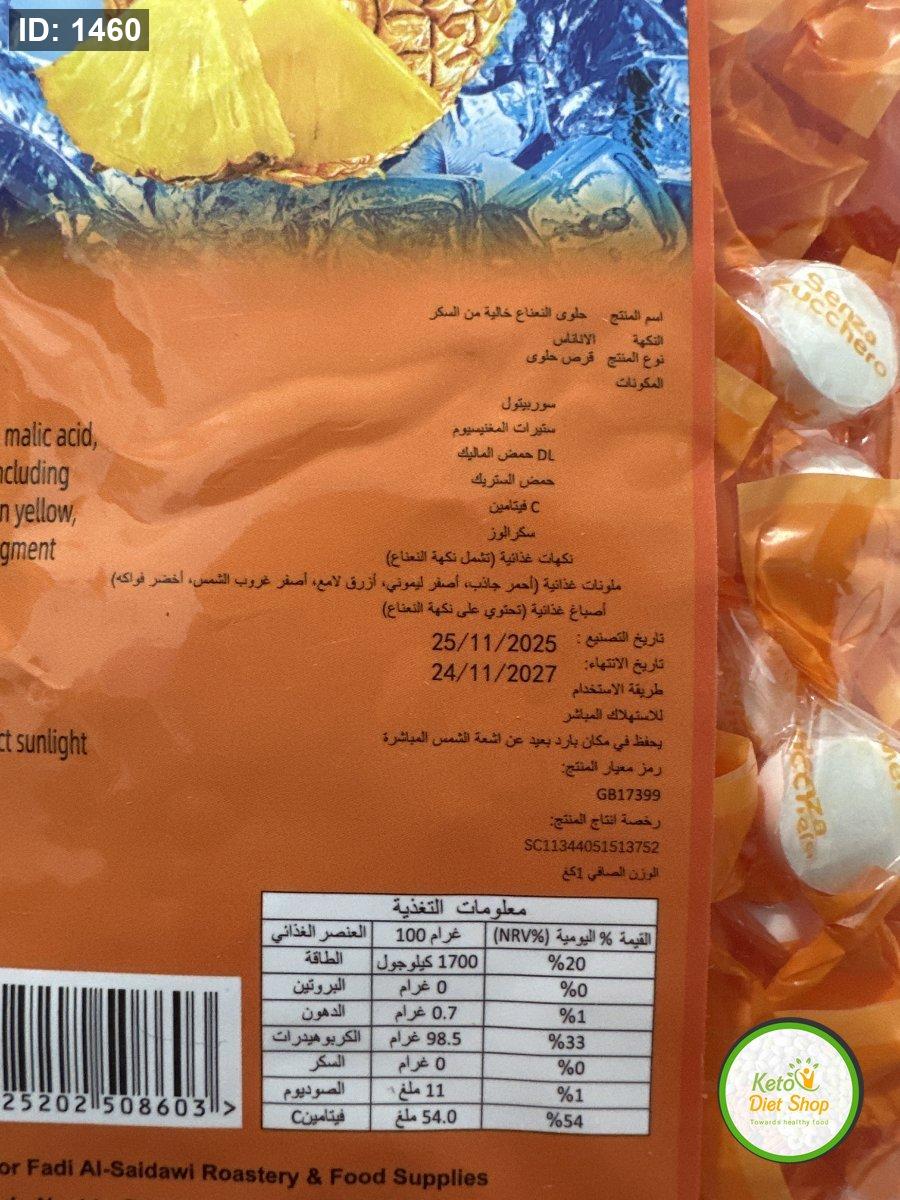 ID: 1460
Senza
zucchero
اسم المنتج حلوى النعناع خالية من السكر
النكهة الاناناس
نوع المنتج قرص حلوى
المكونات
سوربيتول
ستيرات المغنيسيوم
DL حمض الماليك
حمض الستريك
C فيتامين
سكرالوز
نكهات غذائية (تشمل نكهة النعناع)
ملونات غذائية (أحمر جاذب، أصفر ليموني، أزرق لامع، أصفر غروب الشمس، أخضر فواكه)
أصباغ غذائية (تحتوي على نكهة النعناع)
تاريخ التصنيع : 25/11/2025
تاريخ الانتهاء: 24/11/2027
طريقة الاستخدام
للاستهلاك المباشر
يحفظ في مكان بارد بعيد عن اشعة الشمس المباشرة
رمز معيار المنتج:
GB17399
رخصة انتاج المنتج:
SC11344051513752
الوزن الصافي 1كغ
malic acid,
ncluding
n yellow,
gment
ct sunlight
معلومات التغذية
القيمة % اليومية (NRV%) غرام 100 العنصر الغذائي
%20 1700 كيلوجول الطاقة
%0 0 غرام البروتين
%1 0.7 غرام الدهون
%33 98.5 غرام الكربوهيدرات
%0 0 غرام السكر
%1 11 ملغ الصوديوم
%54 54.0 ملغ فيتامينC
25202 508603 >
or Fadi Al-Saidawi Roastery & Food Supplies
Keto
Diet Shop
Towards healthy food